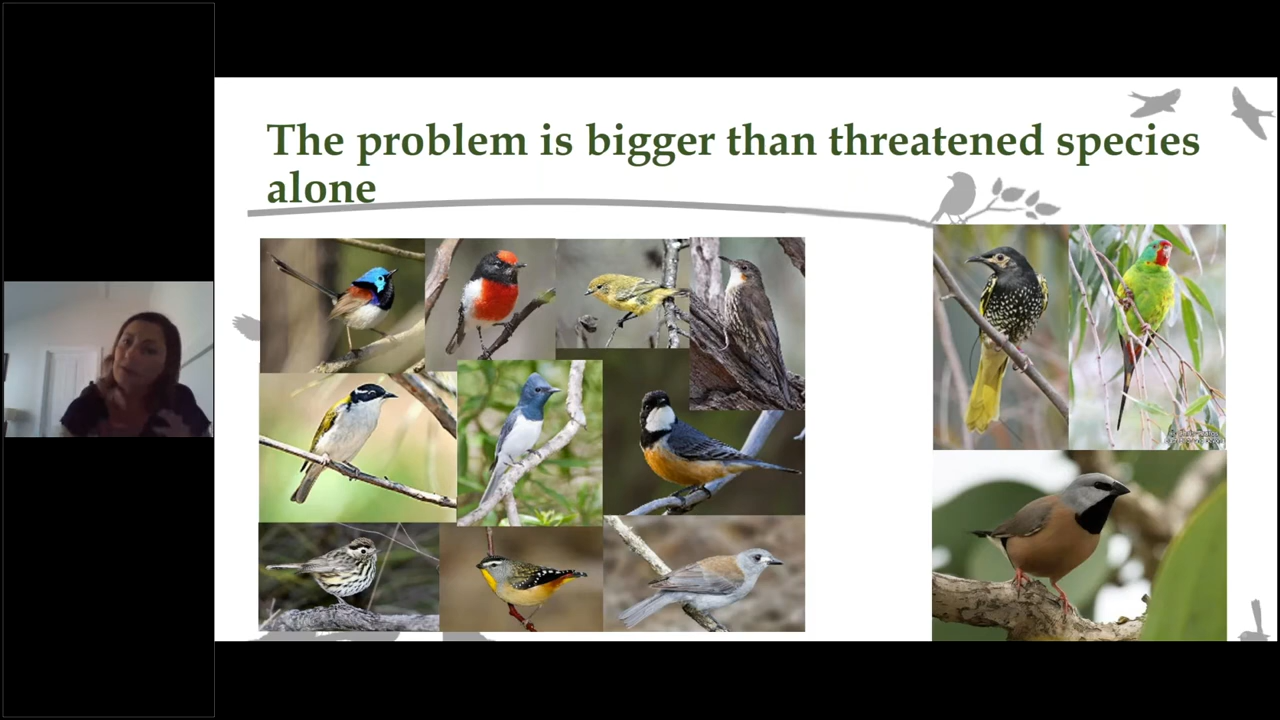 The problem is bigger than threatened species
alone